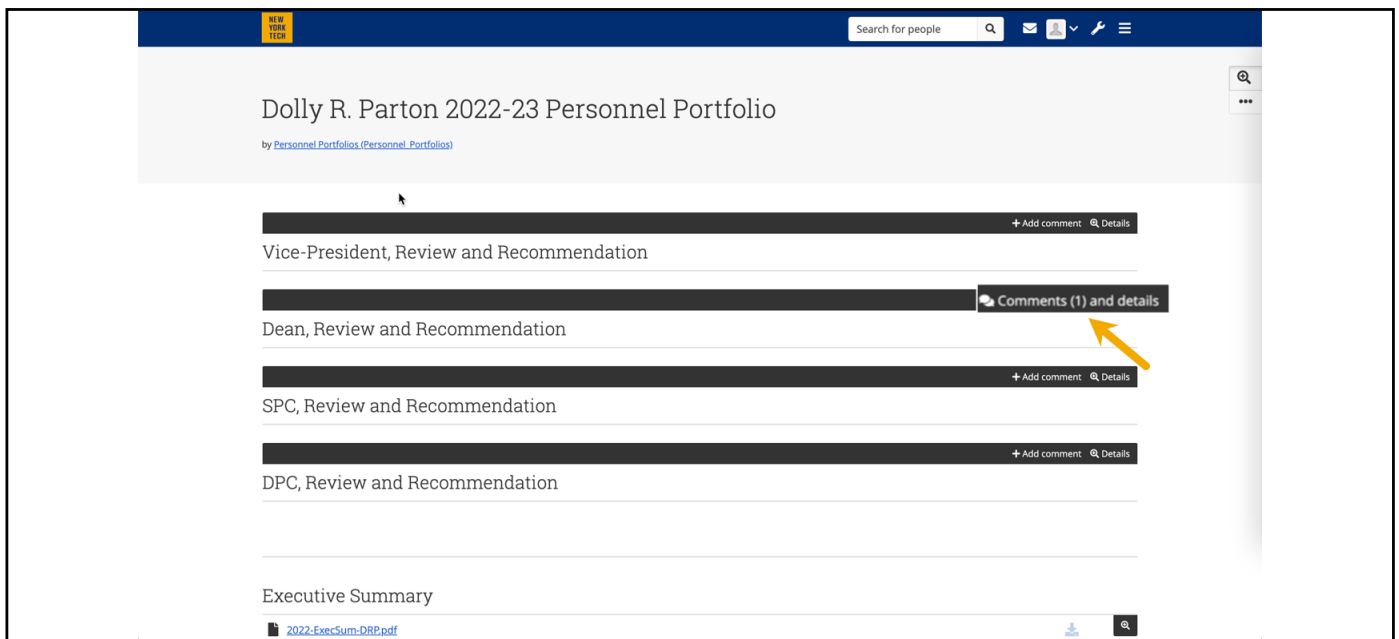 NEW
YORK
TECH
Search for people
Dolly R. Parton 2022-23 Personnel Portfolio
by Personnel Portfolios (Personnel_Portfolios)
+ Add comment Details
Vice-President, Review and Recommendation
Comments (1) and details
Dean, Review and Recommendation
+ Add comment Details
SPC, Review and Recommendation
+ Add comment Details
DPC, Review and Recommendation
Executive Summary
2022-ExecSum-DRP.pdf